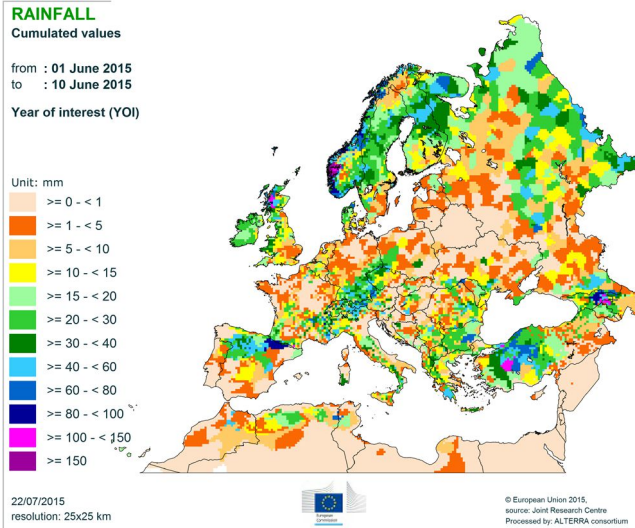 RAINFALL
Cumulated values
from : 01 June 2015
to : 10 June 2015
Year of interest (YOI)
Unit: mm
>= 0 - < 1
>= 1 - < 5
>= 5 - < 10
>= 10 - < 15
>= 15 - < 20
>= 20 - < 30
>= 30 - < 40
>= 40 - < 60
>= 60 - < 80
>= 80 - < 100
>= 100 - < 150
>= 150
22/07/2015
resolution: 25x25 km
European
Commission
© European Union 2015,
source: Joint Research Centre
Processed by: ALTERRA consortium